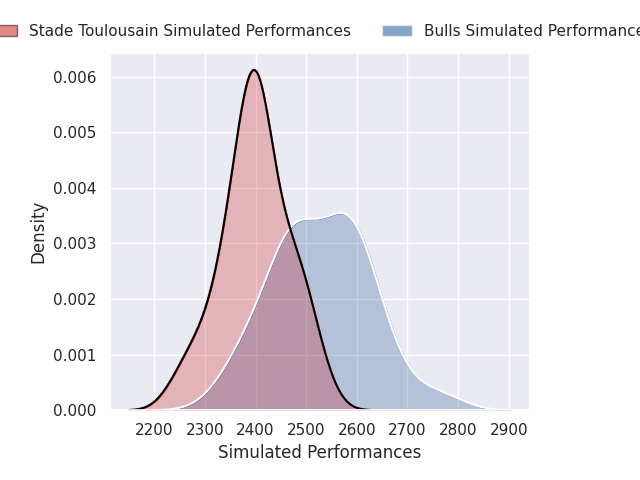 Stade Toulousain Simulated Performances
Bulls Simulated Performance
0.006
0.005
0.004
0.003
0.002
0.001
0.000
Density
2200 2300 2400 2500 2600 2700 2800 2900
Simulated Performances